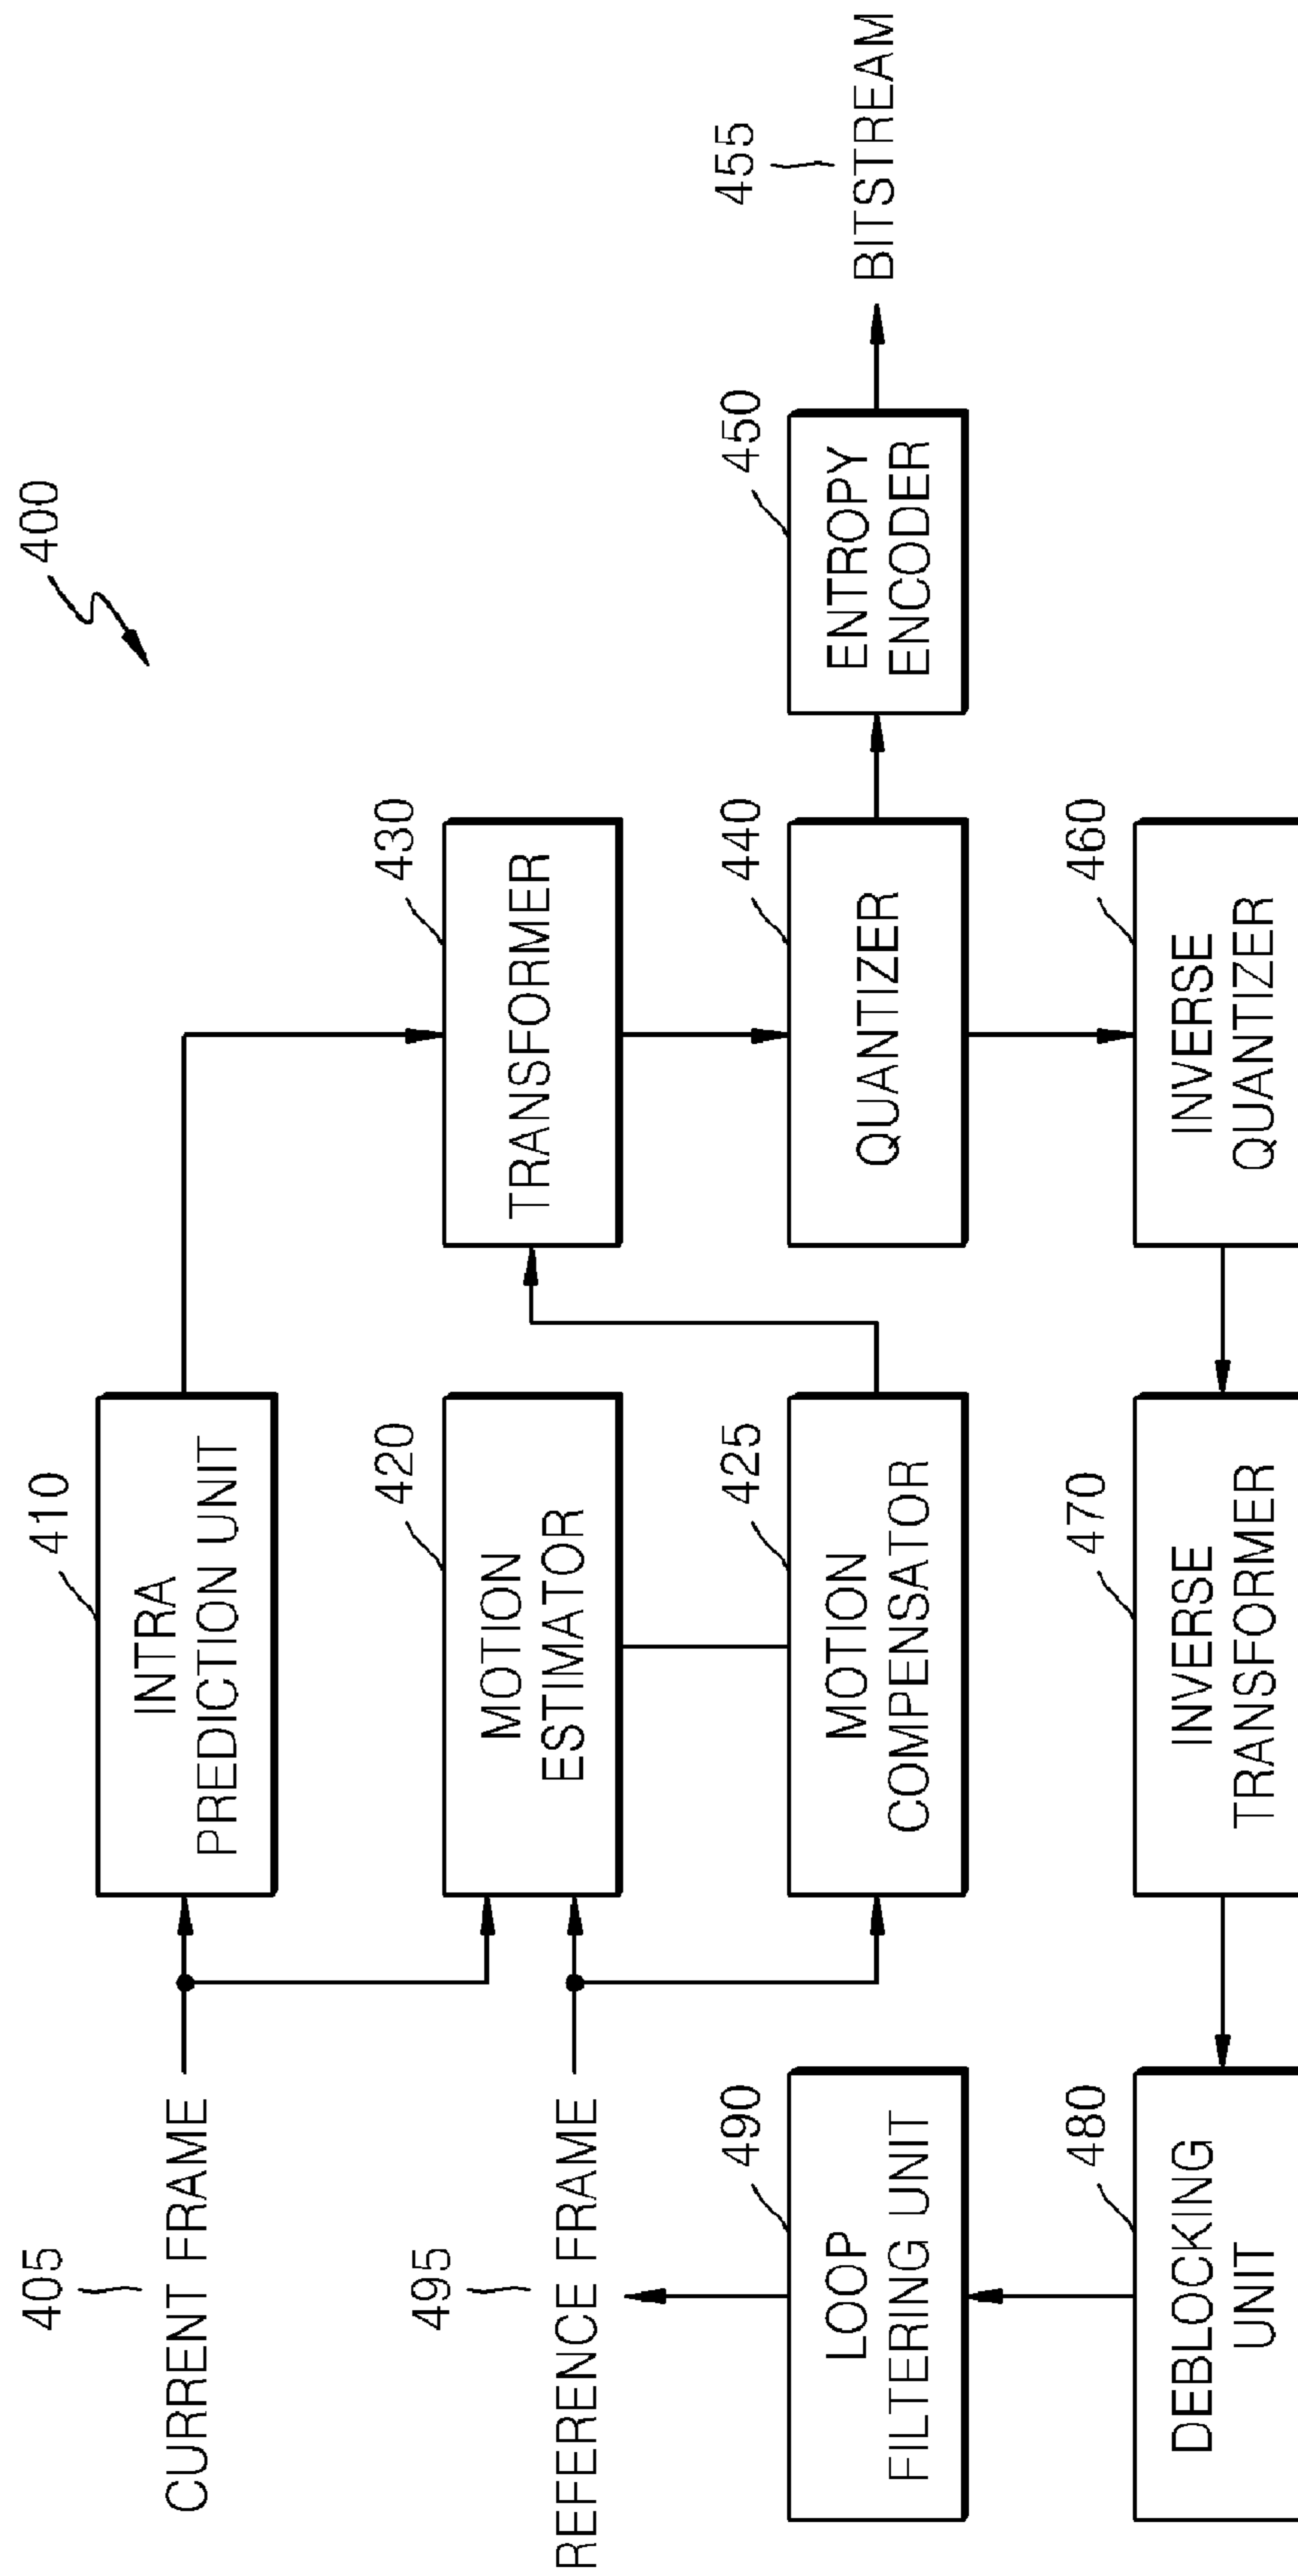 400
405
CURRENT FRAME
410
INTRA
PREDICTION UNIT
495
REFERENCE FRAME
420
MOTION
ESTIMATOR
430
TRANSFORMER
490
LOOP
FILTERING UNIT
425
MOTION
COMPENSATOR
440
QUANTIZER
450
ENTROPY
ENCODER
455
BITSTREAM
480
DEBLOCKING
UNIT
470
INVERSE
TRANSFORMER
460
INVERSE
QUANTIZER